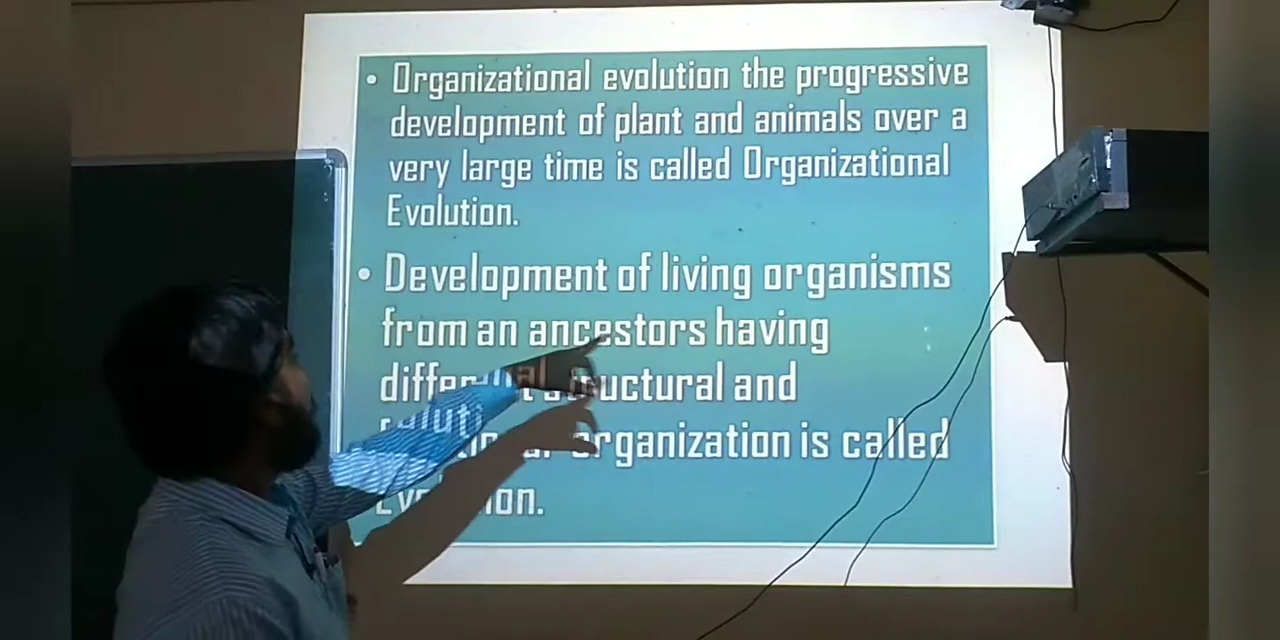 • Organizational evolution the progressive
development of plant and animals over a
very large time is called Organizational
Evolution.
• Development of living organisms
from an ancestors having
structural and
organization is called